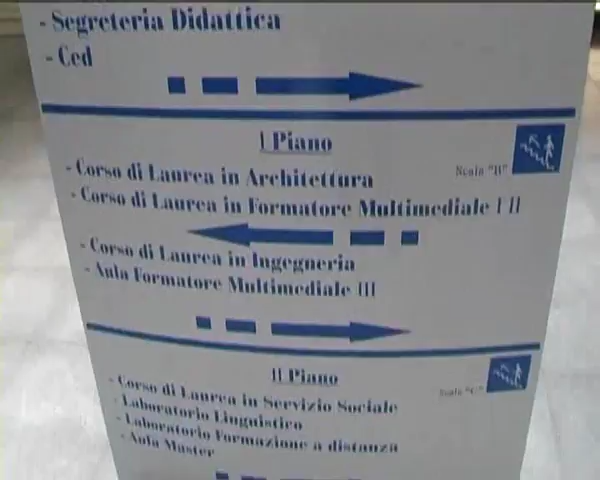 - Segreteria Didattica
- Ced
I Piano
Scala "B"
- Corso di Laurea in Architettura
- Corso di Laurea in Formatore Multimediale I II
- Corso di Laurea in Ingegneria
- Aula Formatore Multimediale III
II Piano
Scala "C"
- Corso di Laurea in Servizio Sociale
- Laboratorio Linguistico
- Laboratorio Formazione a distanza
- Aula Master